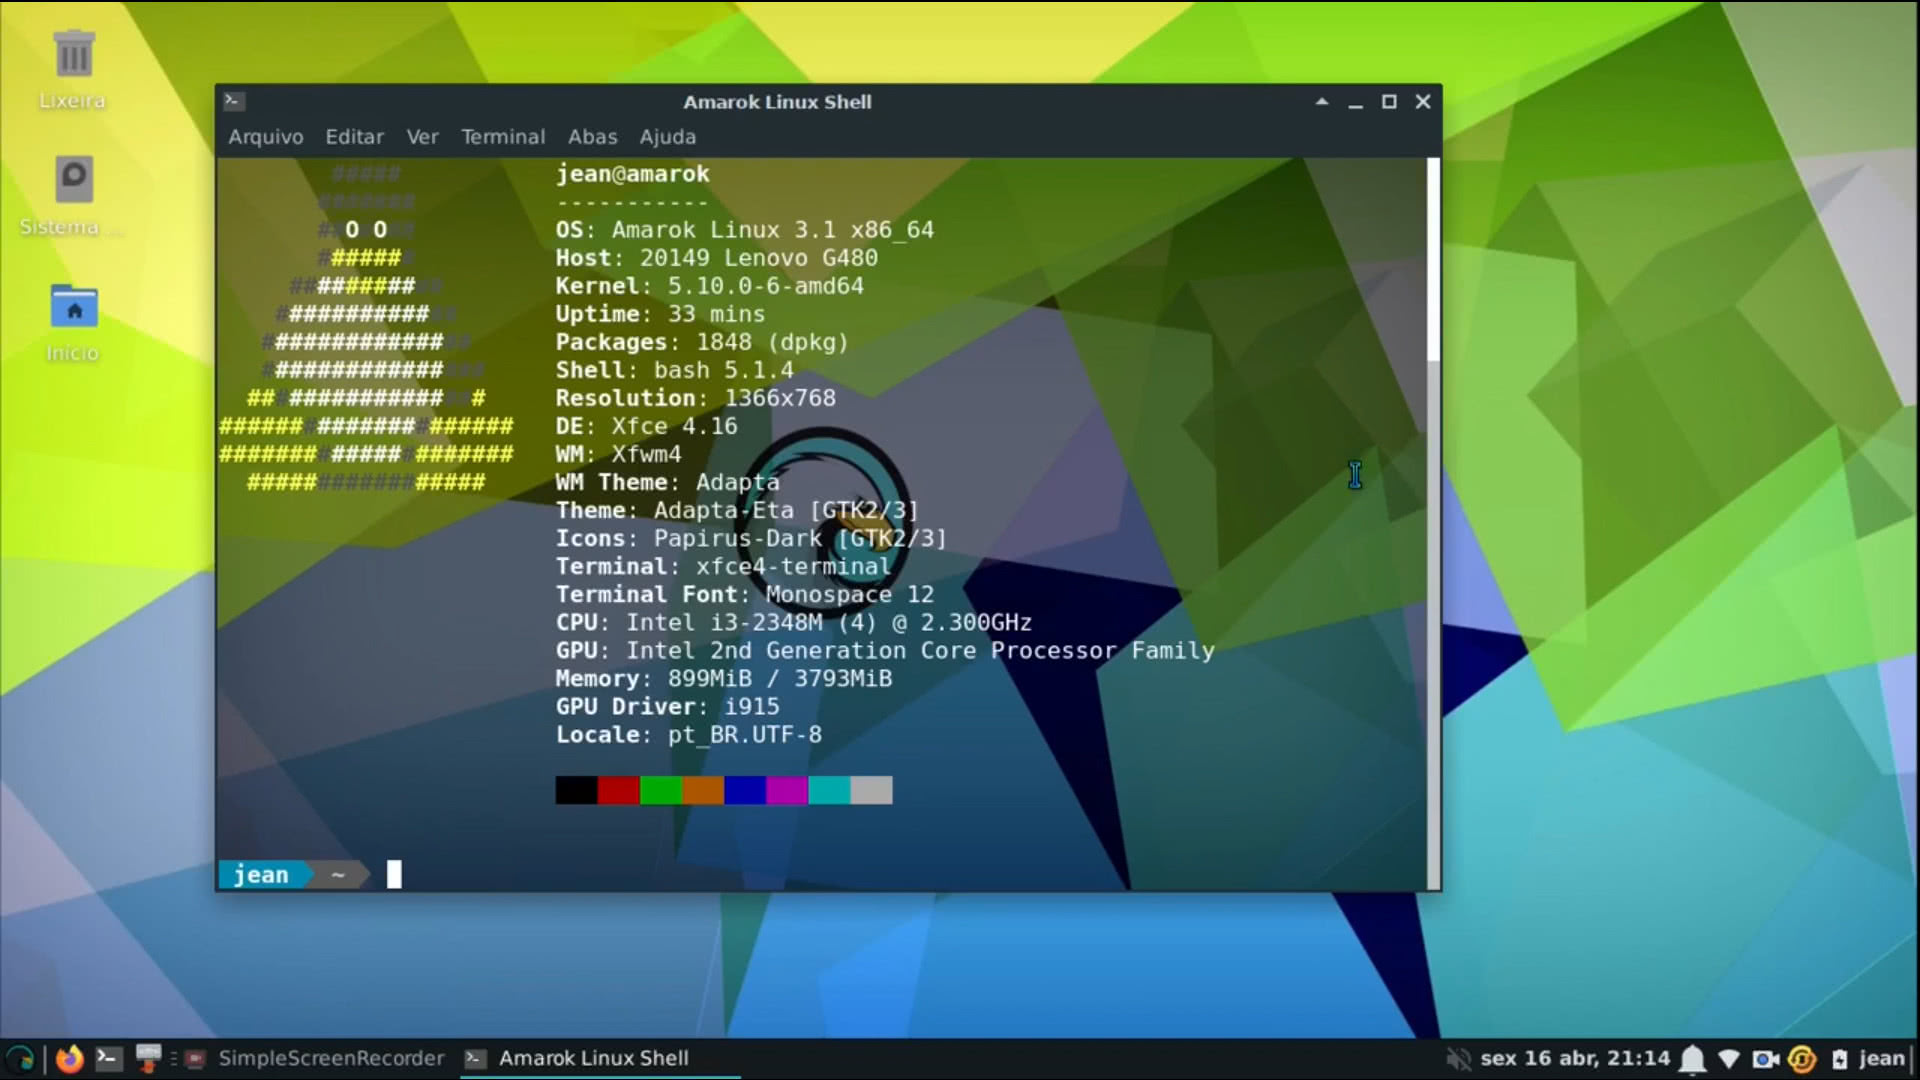 Lixeira
Sistema ...
Início
Amarok Linux Shell
Arquivo Editar Ver Terminal Abas Ajuda
##### jean@amarok
####### -----------
##O#O## OS: Amarok Linux 3.1 x86_64
####### Host: 20149 Lenovo G480
########### Kernel: 5.10.0-6-amd64
############# Uptime: 33 mins
############### Packages: 1848 (dpkg)
################ Shell: bash 5.1.4
################# Resolution: 1366x768
##################### DE: Xfce 4.16
##################### WM: Xfwm4
################# WM Theme: Adapta
Theme: Adapta-Eta [GTK2/3]
Icons: Papirus-Dark [GTK2/3]
Terminal: xfce4-terminal
Terminal Font: Monospace 12
CPU: Intel i3-2348M (4) @ 2.300GHz
GPU: Intel 2nd Generation Core Processor Family
Memory: 899MiB / 3793MiB
GPU Driver: i915
Locale: pt_BR.UTF-8
jean ~
SimpleScreenRecorder Amarok Linux Shell sex 16 abr, 21:14 jean